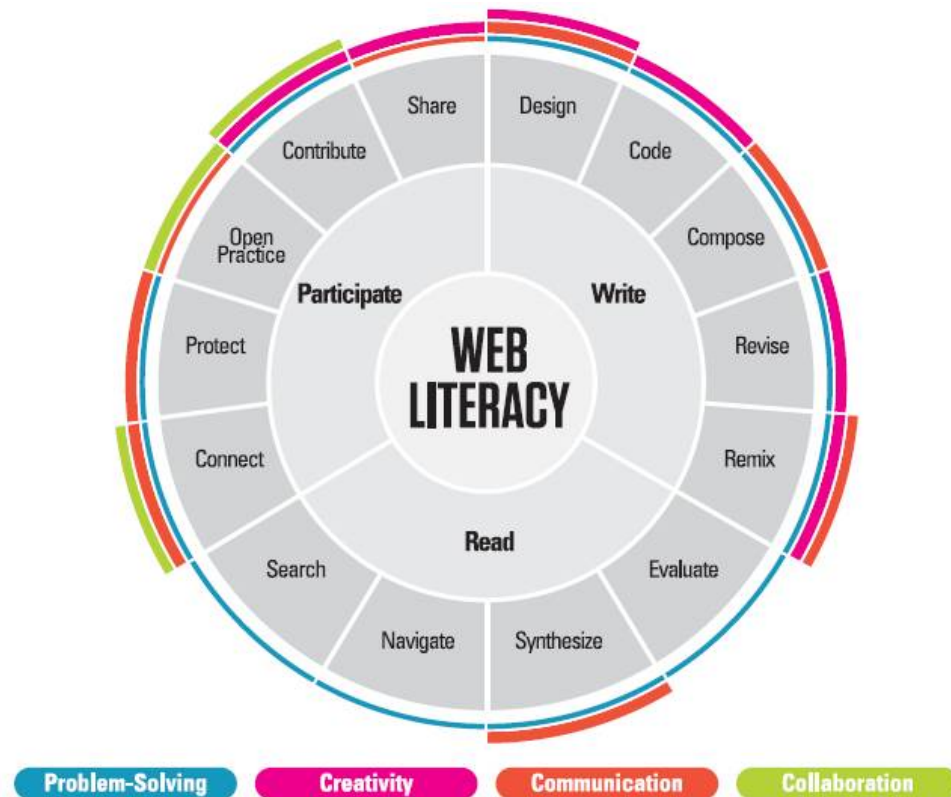 Share
Design
Contribute
Code
Open
Practice
Compose
Participate
Write
Protect
Revise
WEB
LITERACY
Connect
Remix
Read
Search
Evaluate
Navigate
Synthesize
Problem-Solving
Creativity
Communication
Collaboration